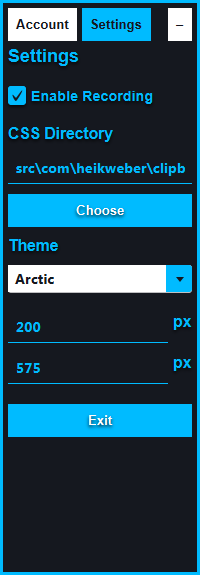 Account Settings –
Settings
Enable Recording
CSS Directory
src\com\heikweber\clipb
Choose
Theme
Arctic
200 px
575 px
Exit